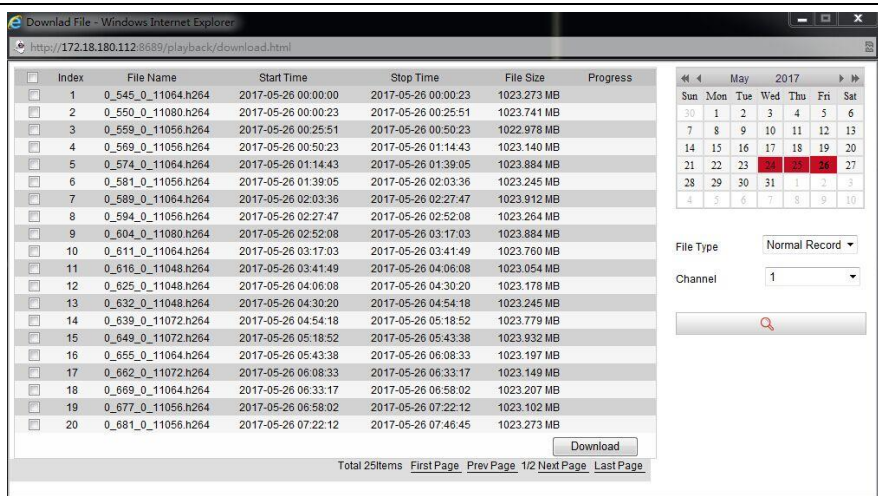 Downlad File - Windows Internet Explorer
http://172.18.180.112:8689/playback/download.html
Index File Name Start Time Stop Time File Size Progress
1 0_545_0_11064.h264 2017-05-26 00:00:00 2017-05-26 00:00:23 1023.273 MB
2 0_550_0_11080.h264 2017-05-26 00:00:23 2017-05-26 00:25:51 1023.741 MB
3 0_559_0_11056.h264 2017-05-26 00:25:51 2017-05-26 00:50:23 1022.978 MB
4 0_569_0_11056.h264 2017-05-26 00:50:23 2017-05-26 01:14:43 1023.140 MB
5 0_574_0_11064.h264 2017-05-26 01:14:43 2017-05-26 01:39:05 1023.884 MB
6 0_581_0_11056.h264 2017-05-26 01:39:05 2017-05-26 02:03:36 1023.245 MB
7 0_589_0_11064.h264 2017-05-26 02:03:36 2017-05-26 02:27:47 1023.912 MB
8 0_594_0_11056.h264 2017-05-26 02:27:47 2017-05-26 02:52:08 1023.264 MB
9 0_604_0_11080.h264 2017-05-26 02:52:08 2017-05-26 03:17:03 1023.884 MB
10 0_611_0_11064.h264 2017-05-26 03:17:03 2017-05-26 03:41:49 1023.760 MB
11 0_616_0_11048.h264 2017-05-26 03:41:49 2017-05-26 04:06:08 1023.054 MB
12 0_625_0_11048.h264 2017-05-26 04:06:08 2017-05-26 04:30:20 1023.178 MB
13 0_632_0_11048.h264 2017-05-26 04:30:20 2017-05-26 04:54:18 1023.245 MB
14 0_639_0_11072.h264 2017-05-26 04:54:18 2017-05-26 05:18:52 1023.779 MB
15 0_649_0_11072.h264 2017-05-26 05:18:52 2017-05-26 05:43:38 1023.932 MB
16 0_655_0_11064.h264 2017-05-26 05:43:38 2017-05-26 06:08:33 1023.197 MB
17 0_662_0_11072.h264 2017-05-26 06:08:33 2017-05-26 06:33:17 1023.149 MB
18 0_669_0_11064.h264 2017-05-26 06:33:17 2017-05-26 06:58:02 1023.207 MB
19 0_677_0_11056.h264 2017-05-26 06:58:02 2017-05-26 07:22:12 1023.102 MB
20 0_681_0_11056.h264 2017-05-26 07:22:12 2017-05-26 07:46:45 1023.273 MB
Download
Total 25Items First Page Prev Page 1/2 Next Page Last Page
May 2017
Sun Mon Tue Wed Thu Fri Sat
30 1 2 3 4 5 6
7 8 9 10 11 12 13
14 15 16 17 18 19 20
21 22 23 24 25 26 27
28 29 30 31 1 2 3
4 5 6 7 8 9 10
File Type Normal Record
Channel 1